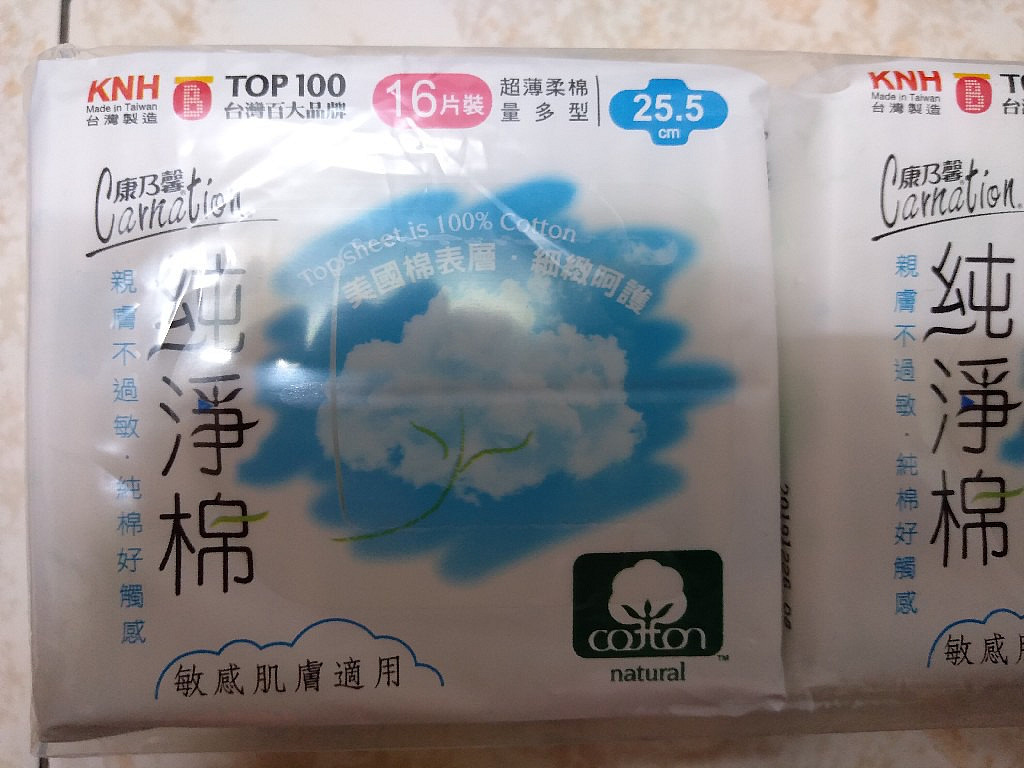 KNH
Made in Taiwan
台灣製造
B
TOP 100
台灣百大品牌
16片裝
超薄柔棉
量多型
25.5
cm
康乃馨
Carnation
Top sheet is 100% Cotton
美國棉表層·細緻呵護
純淨棉
親膚不過敏·純棉好觸感
敏感肌膚適用
cotton
TM
natural
KNH
Made in Taiwan
台灣製造
B
康乃馨
Carnation
純淨棉
親膚不過敏·純棉好觸感